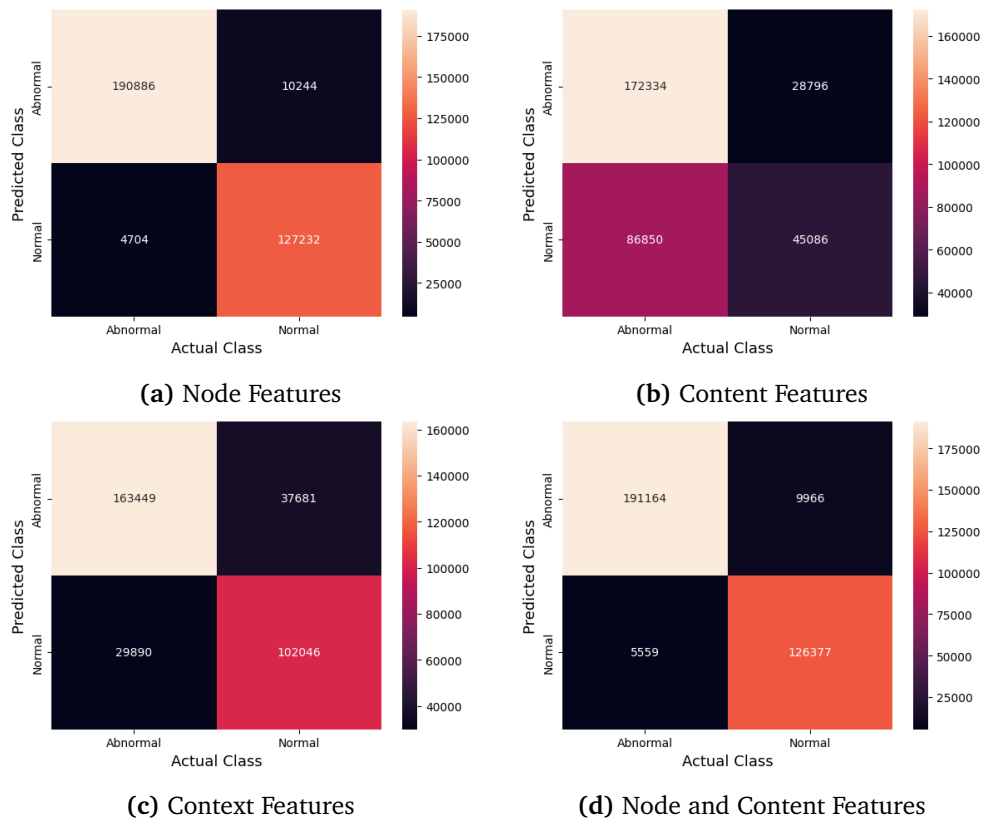 175000
150000
125000
100000
75000
50000
25000
Predicted Class
Abnormal
Normal
190886 10244
4704 127232
Abnormal Normal
Actual Class
(a) Node Features
160000
140000
120000
100000
80000
60000
40000
Predicted Class
Abnormal
Normal
172334 28796
86850 45086
Abnormal Normal
Actual Class
(b) Content Features
160000
140000
120000
100000
80000
60000
40000
Predicted Class
Abnormal
Normal
163449 37681
29890 102046
Abnormal Normal
Actual Class
(c) Context Features
175000
150000
125000
100000
75000
50000
25000
Predicted Class
Abnormal
Normal
191164 9966
5559 126377
Abnormal Normal
Actual Class
(d) Node and Content Features